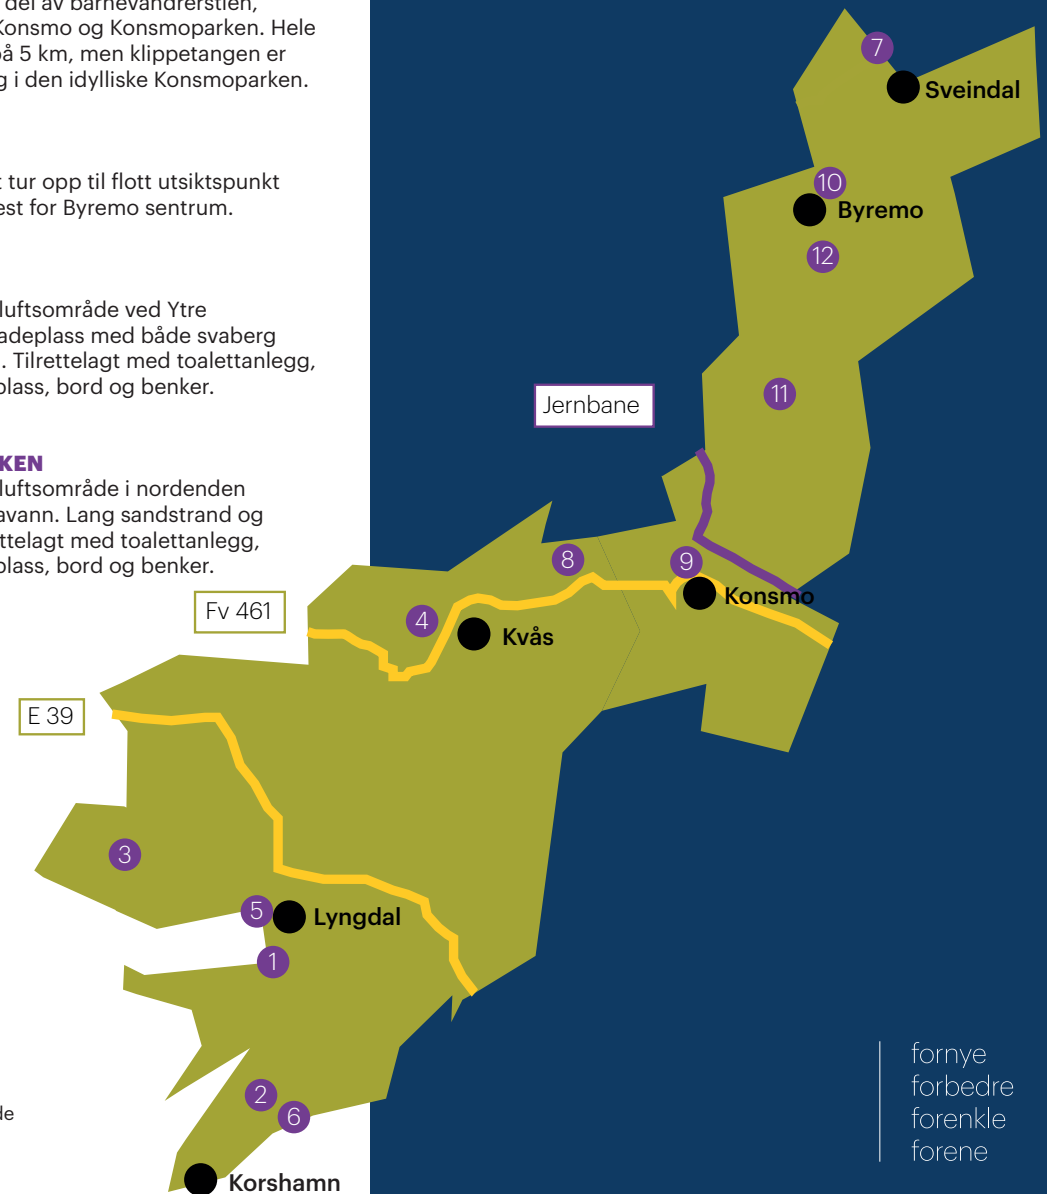 del av barnevandrerstien,
Konsmo og Konsmoparken. Hele
på 5 km, men klippetangen er
g i den idylliske Konsmoparken.
t tur opp til flott utsiktspunkt
est for Byremo sentrum.
luftsområde ved Ytre
adeplass med både svaberg
. Tilrettelagt med toalettanlegg,
plass, bord og benker.
KEN
luftsområde i nordenden
avann. Lang sandstrand og
ttelagt med toalettanlegg,
plass, bord og benker.
7
Sveindal
10
Byremo
12
11
Jernbane
8
9
Konsmo
Fv 461
4
Kvås
E 39
3
5
Lyngdal
1
2
6
de
Korshamn
fornye
forbedre
forenkle
forene